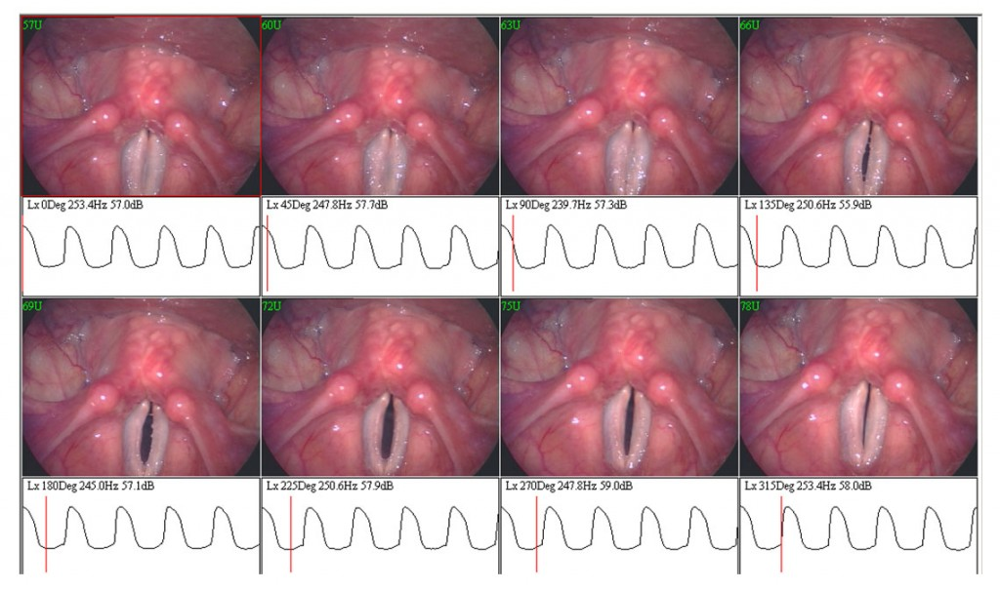 57U
60U
63U
66U
Lx 0Deg 253.4Hz 57.0dB
Lx 45Deg 247.8Hz 57.7dB
Lx 90Deg 239.7Hz 57.3dB
Lx 135Deg 250.6Hz 55.9dB
69U
72U
75U
78U
Lx 180Deg 245.0Hz 57.1dB
Lx 225Deg 250.6Hz 57.9dB
Lx 270Deg 247.8Hz 59.0dB
Lx 315Deg 253.4Hz 58.0dB